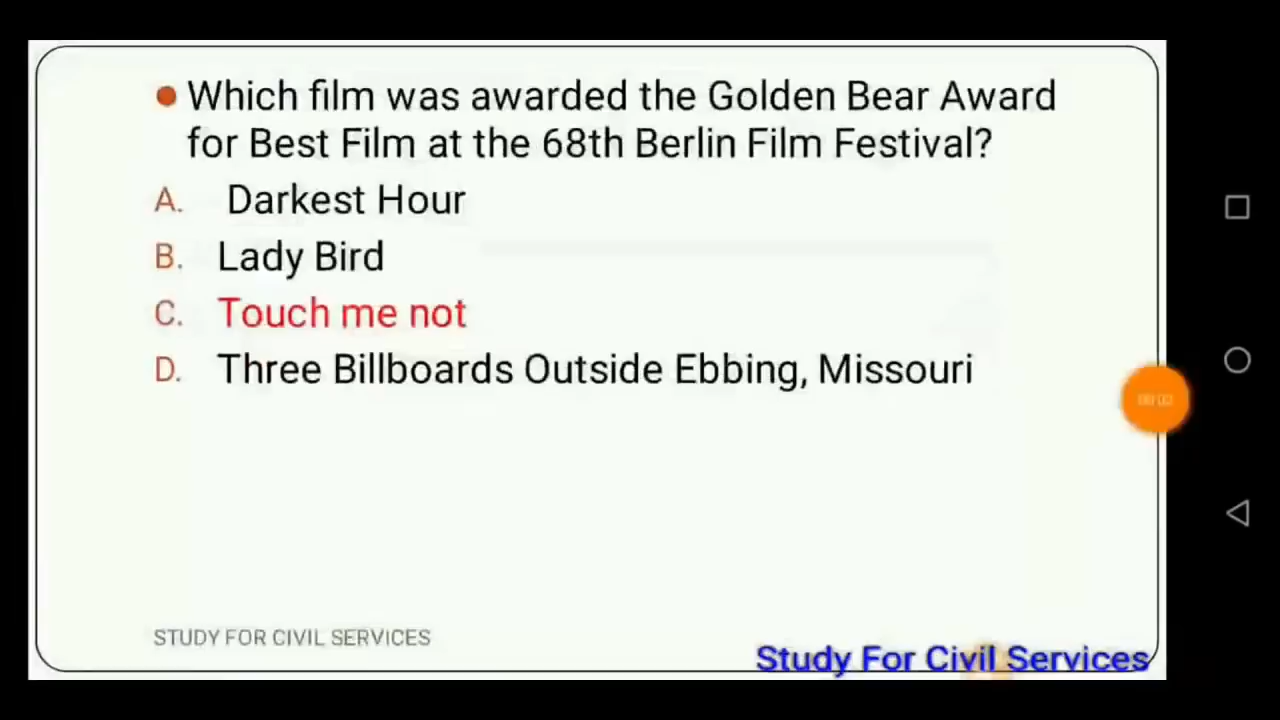 Which film was awarded the Golden Bear Award
for Best Film at the 68th Berlin Film Festival?
A. Darkest Hour
B. Lady Bird
C. Touch me not
D. Three Billboards Outside Ebbing, Missouri
STUDY FOR CIVIL SERVICES
Study For Civil Services